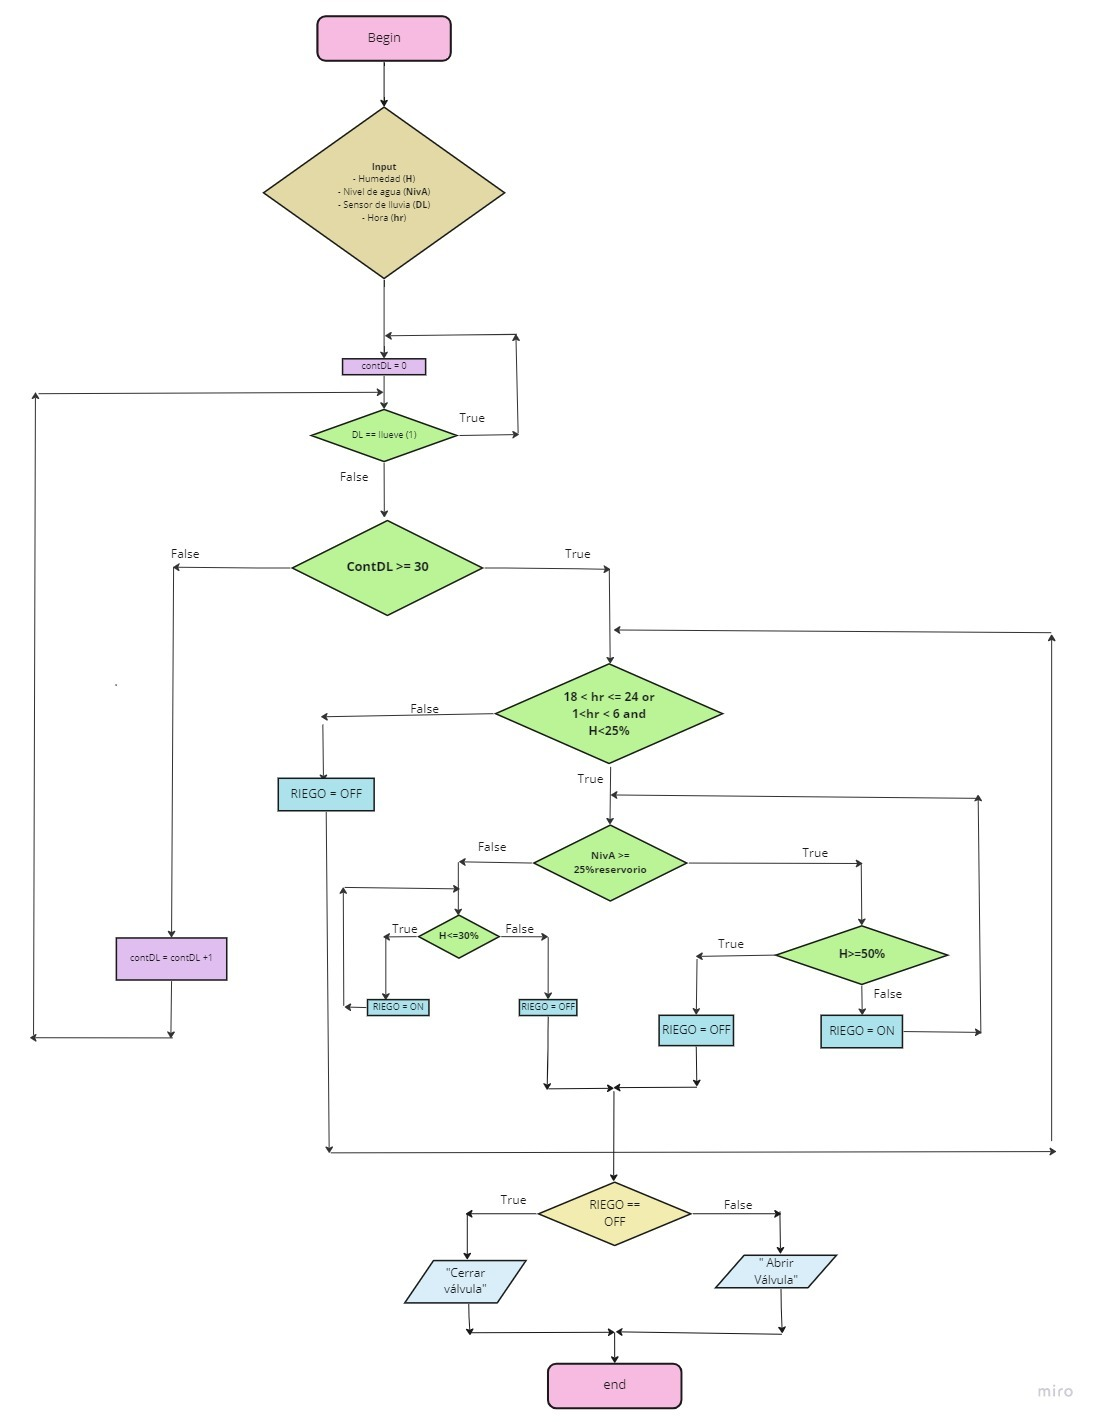 Begin
Input
- Humedad (H)
- Nivel de agua (NivA)
- Sensor de lluvia (DL)
- Hora (hr)
contDL = 0
DL == llueve (1)
True
False
ContDL >= 30
False
True
18 < hr <= 24 or
1<hr < 6 and
H<25%
False
True
RIEGO = OFF
NivA >=
25%reservorio
False
True
H<=30%
True
False
H>=50%
True
False
contDL = contDL +1
RIEGO = ON
RIEGO = OFF
RIEGO = OFF
RIEGO = ON
RIEGO ==
OFF
True
False
"Cerrar
válvula"
" Abrir
Válvula"
end
miro